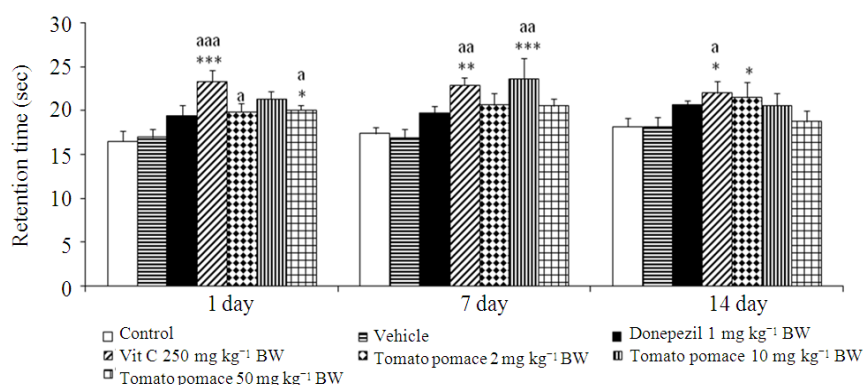 30
25
20
15
10
5
0
Retention time (sec)
aaa
***
a
a
*
aa
**
aa
***
a
*
*
1 day
7 day
14 day
Control
Vehicle
Donepezil 1 mg kg⁻¹ BW
Vit C 250 mg kg⁻¹ BW
Tomato pomace 2 mg kg⁻¹ BW
Tomato pomace 10 mg kg⁻¹ BW
Tomato pomace 50 mg kg⁻¹ BW